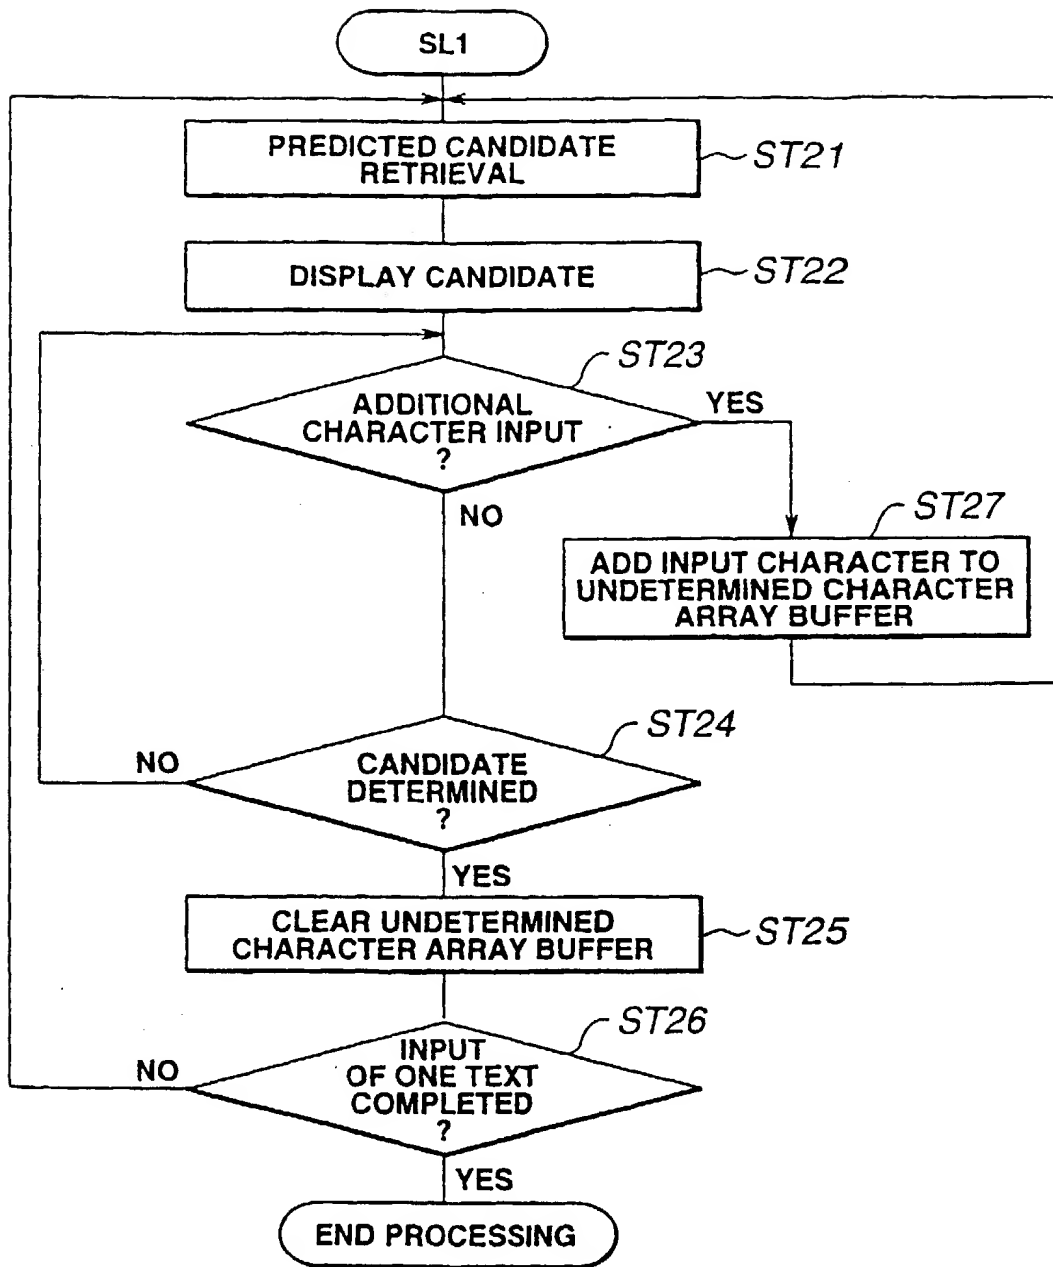 SL1
PREDICTED CANDIDATE
RETRIEVAL
ST21
DISPLAY CANDIDATE
ST22
ST23
ADDITIONAL
CHARACTER INPUT
?
YES
NO
ST27
ADD INPUT CHARACTER TO
UNDETERMINED CHARACTER
ARRAY BUFFER
ST24
NO
CANDIDATE
DETERMINED
?
YES
CLEAR UNDETERMINED
CHARACTER ARRAY BUFFER
ST25
ST26
NO
INPUT
OF ONE TEXT
COMPLETED
?
YES
END PROCESSING